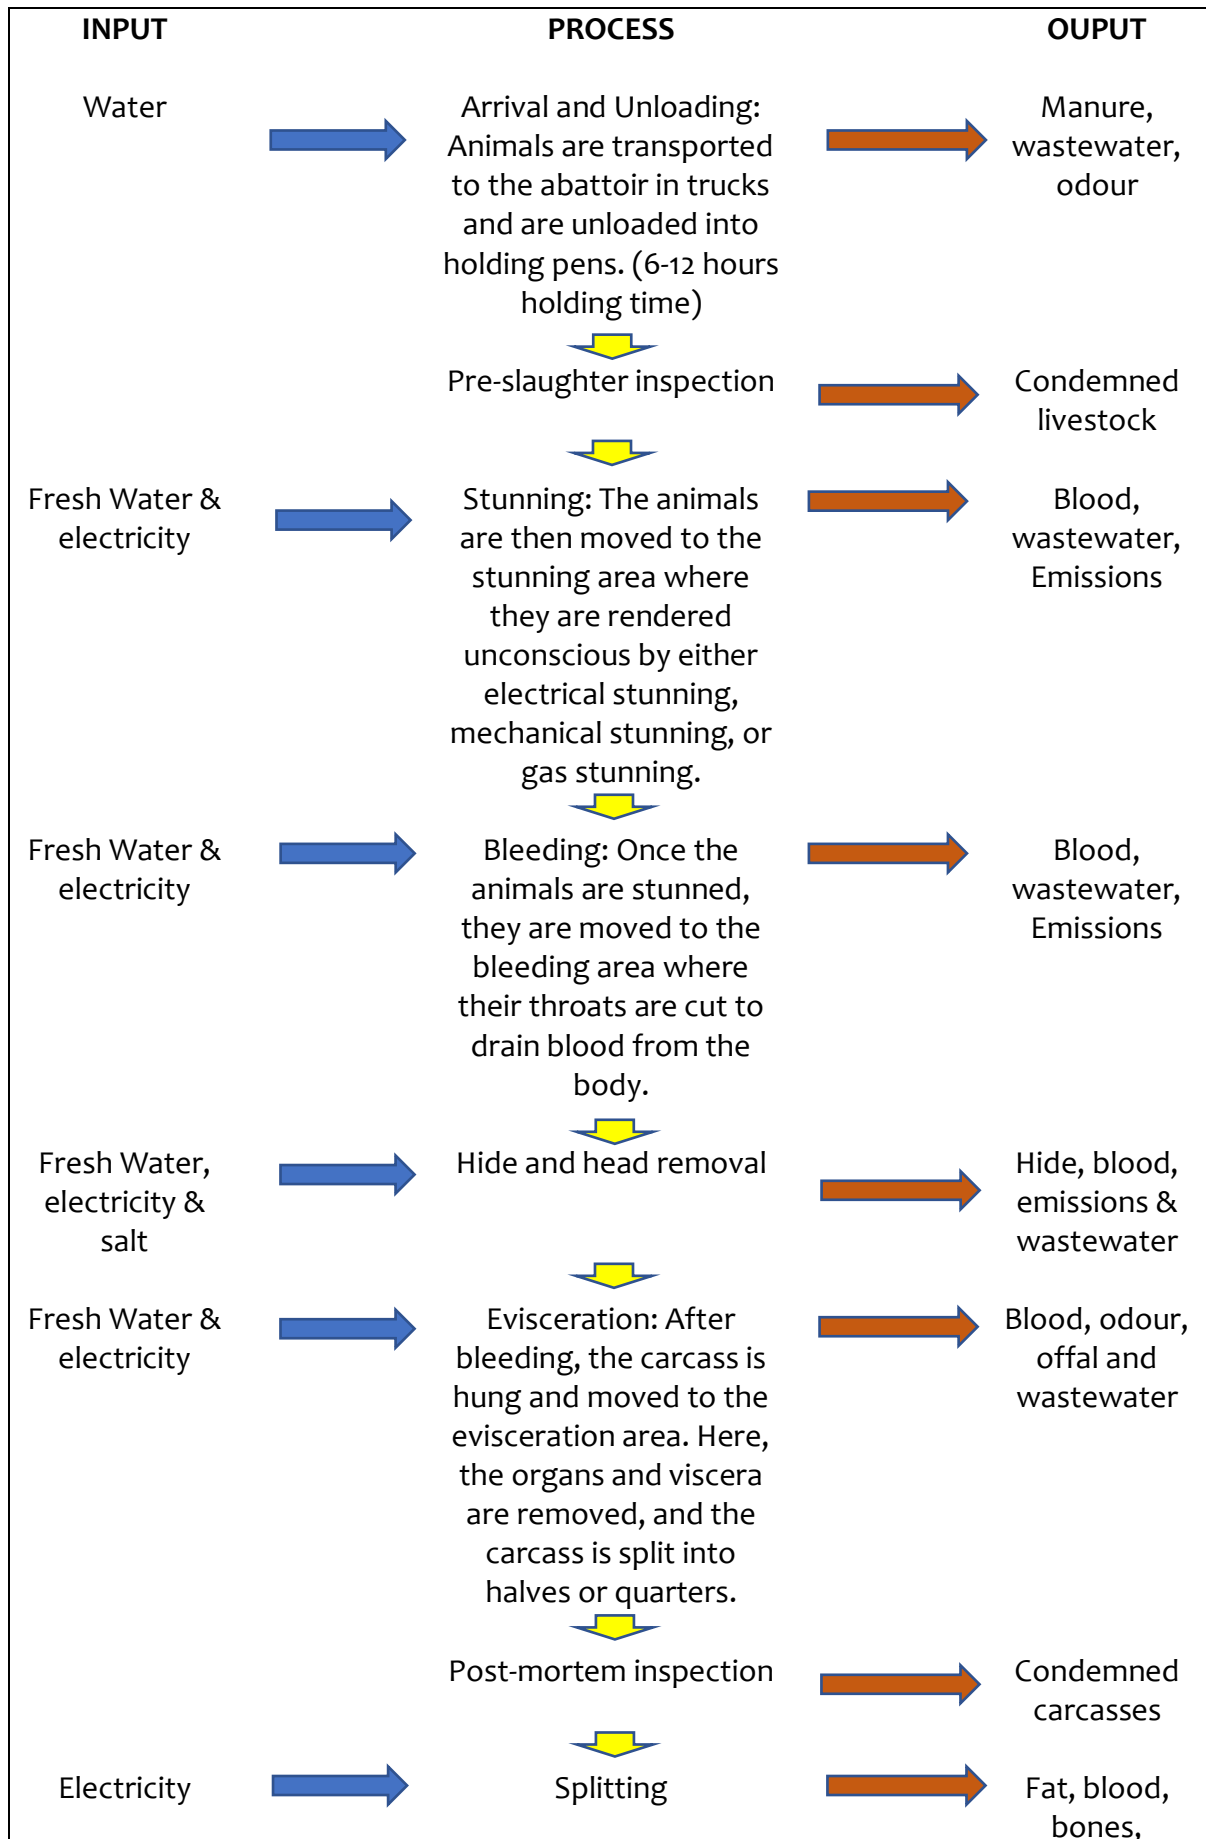 INPUT
PROCESS
OUPUT
Water
Arrival and Unloading:
Animals are transported
to the abattoir in trucks
and are unloaded into
holding pens. (6-12 hours
holding time)
Manure,
wastewater,
odour
Pre-slaughter inspection
Condemned
livestock
Fresh Water &
electricity
Stunning: The animals
are then moved to the
stunning area where
they are rendered
unconscious by either
electrical stunning,
mechanical stunning, or
gas stunning.
Blood,
wastewater,
Emissions
Fresh Water &
electricity
Bleeding: Once the
animals are stunned,
they are moved to the
bleeding area where
their throats are cut to
drain blood from the
body.
Blood,
wastewater,
Emissions
Fresh Water,
electricity &
salt
Hide and head removal
Hide, blood,
emissions &
wastewater
Fresh Water &
electricity
Evisceration: After
bleeding, the carcass is
hung and moved to the
evisceration area. Here,
the organs and viscera
are removed, and the
carcass is split into
halves or quarters.
Blood, odour,
offal and
wastewater
Post-mortem inspection
Condemned
carcasses
Electricity
Splitting
Fat, blood,
bones,